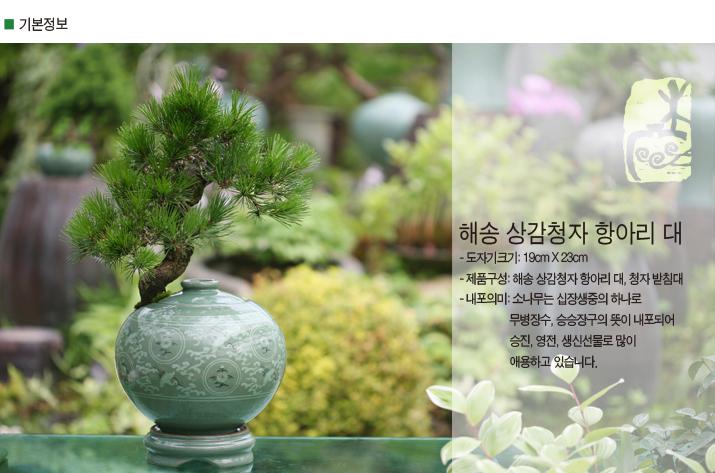 기본정보
해송 상감청자 항아리 대
- 도자기크기: 19cm X 23cm
- 제품구성: 해송 상감청자 항아리 대, 청자 받침대
- 내포의미: 소나무는 십장생중의 하나로
무병장수, 승승장구의 뜻이 내포되어
승진, 영전, 생신선물로 많이
애용하고 있습니다.